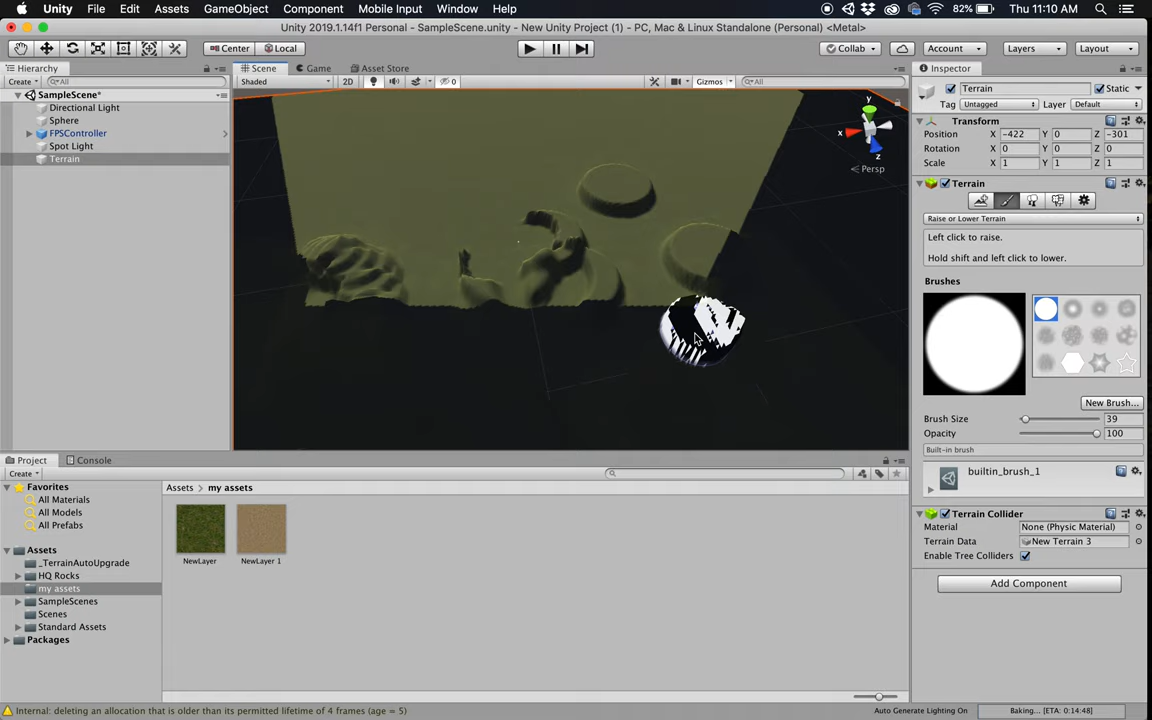 Unity File Edit Assets GameObject Component Mobile Input Window Help 82% Thu 11:10 AM
Unity 2019.1.14f1 Personal - SampleScene.unity - New Unity Project (1) - PC, Mac & Linux Standalone (Personal) <Metal>
Center Local Collab Account Layers Layout
Hierarchy Scene Game Asset Store Inspector
Create All Shaded 2D 0 Gizmos All
SampleScene*
Directional Light
Sphere
FPSController
Spot Light
Terrain
y
x
z
Persp
Terrain Static
Tag Untagged Layer Default
Transform
Position X -422 Y 0 Z -301
Rotation X 0 Y 0 Z 0
Scale X 1 Y 1 Z 1
Terrain
Raise or Lower Terrain
Left click to raise.
Hold shift and left click to lower.
Brushes
New Brush...
Brush Size 39
Opacity 100
Built-in brush
builtin_brush_1
Terrain Collider
Material None (Physic Material)
Terrain Data New Terrain 3
Enable Tree Colliders
Add Component
Project Console
Create
Favorites
All Materials
All Models
All Prefabs
Assets
_TerrainAutoUpgrade
HQ Rocks
my assets
SampleScenes
Scenes
Standard Assets
Packages
Assets > my assets
NewLayer NewLayer 1
Internal: deleting an allocation that is older than its permitted lifetime of 4 frames (age = 5)
Auto Generate Lighting On Baking... [ETA: 0:14:48]